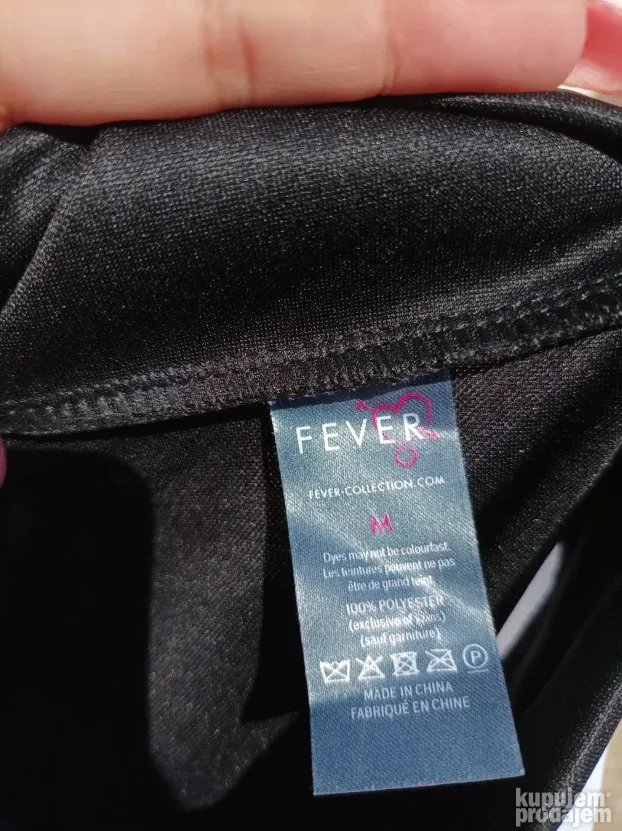 FEVER
FEVER-COLLECTION.COM
M
Dyes may not be colourfast.
Les teintures peuvent ne pas
être de grand teint.
100% POLYESTER
(exclusive of trims)
(sauf garniture)
P
MADE IN CHINA
FABRIQUÉ EN CHINE
kupujem
prodajem